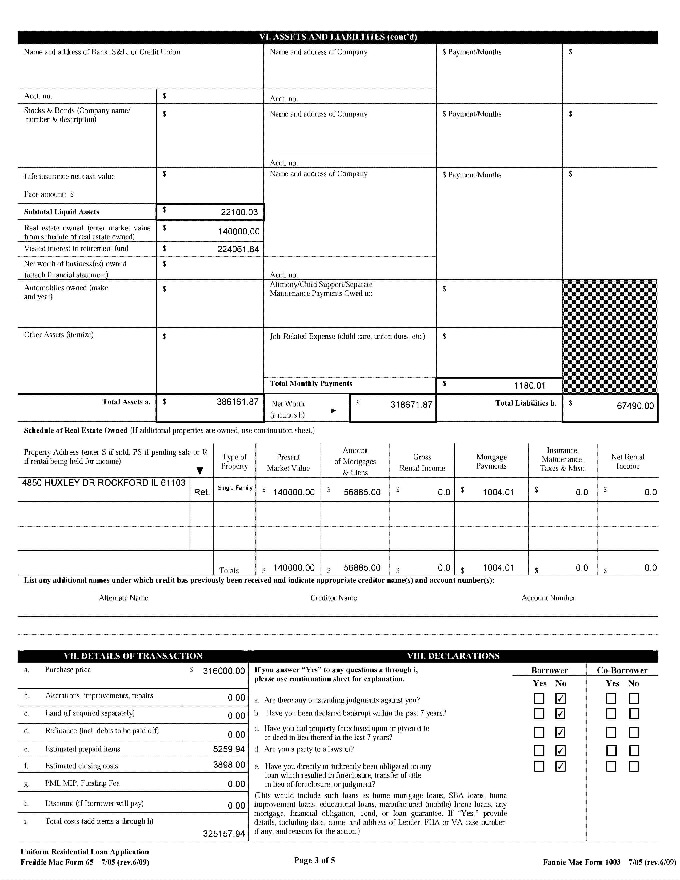 VI. ASSETS AND LIABILITIES (cont'd)
Name and address of Bank, S&L, or Credit Union
Name and address of Company
$ Payment/Months
$
Acct. no.
$
Acct. no.
Stocks & Bonds (Company name/
number & description)
$
Name and address of Company
$ Payment/Months
$
Acct. no.
Life insurance net cash value
$
Name and address of Company
$ Payment/Months
$
Face amount: $
Subtotal Liquid Assets
$ 22100.03
Real estate owned (enter market value
from schedule of real estate owned)
$ 140000.00
Vested interest in retirement fund
$ 224061.84
Net worth of business(es) owned
(attach financial statement)
$
Acct. no.
Automobiles owned (make
and year)
$
Alimony/Child Support/Separate
Maintenance Payments Owed to:
$
Other Assets (itemize)
$
Job-Related Expense (child care, union dues, etc.)
$
Total Monthly Payments
$ 1180.01
Total Assets a.
$ 386161.87
Net Worth
(a minus b)
$ 318671.87
Total Liabilities b.
$ 67490.00
Schedule of Real Estate Owned (If additional properties are owned, use continuation sheet.)
Property Address (enter S if sold, PS if pending sale or R
if rental being held for income)
Type of
Property
Present
Market Value
Amount
of Mortgages
& Liens
Gross
Rental Income
Mortgage
Payments
Insurance
Maintenance
Taxes & Misc.
Net Rental
Income
4850 HUXLEY DR ROCKFORD IL 61103
Ret. $ 140000.00 $ 56885.00 $ 0.0 $ 1004.01 $ 0.0 $ 0.0
Totals $ 140000.00 $ 56885.00 $ 0.0 $ 1004.01 $ 0.0 $ 0.0
List any additional names under which credit has previously been received and indicate appropriate creditor name(s) and account number(s):
Alternate Name
Creditor Name
Account Number
VII. DETAILS OF TRANSACTION
a. Purchase price $ 316000.00
b. Alterations, improvements, repairs 0.00
c. Land (if acquired separately) 0.00
d. Refinance (incl. debts to be paid off) 0.00
e. Estimated prepaid items 5259.94
f. Estimated closing costs 3898.00
g. PMI, MIP, Funding Fee 0.00
h. Discount (if Borrower will pay) 0.00
i. Total costs (add items a through h) 325157.94
VIII. DECLARATIONS
If you answer "Yes" to any questions a through i,
please use continuation sheet for explanation.
Borrower
Co-Borrower
Yes No
Yes No
a. Are there any outstanding judgments against you?
b. Have you been declared bankrupt within the past 7 years?
c. Have you had property foreclosed upon or given title
or deed in lieu thereof in the last 7 years?
d. Are you a party to a lawsuit?
e. Have you directly or indirectly been obligated on any
loan which resulted in foreclosure, transfer of title
in lieu of foreclosure, or judgment?
(This would include such loans as home mortgage loans, SBA loans, home
improvement loans, educational loans, manufactured (mobile) home loans, any
mortgage, financial obligation, bond, or loan guarantee. If "Yes," provide
details, including date, name, and address of Lender, FHA or VA case number,
if any, and reasons for the action.)
Uniform Residential Loan Application
Freddie Mac Form 65 7/05 (rev.6/09)
Page 3 of 5
Fannie Mae Form 1003 7/05 (rev.6/09)